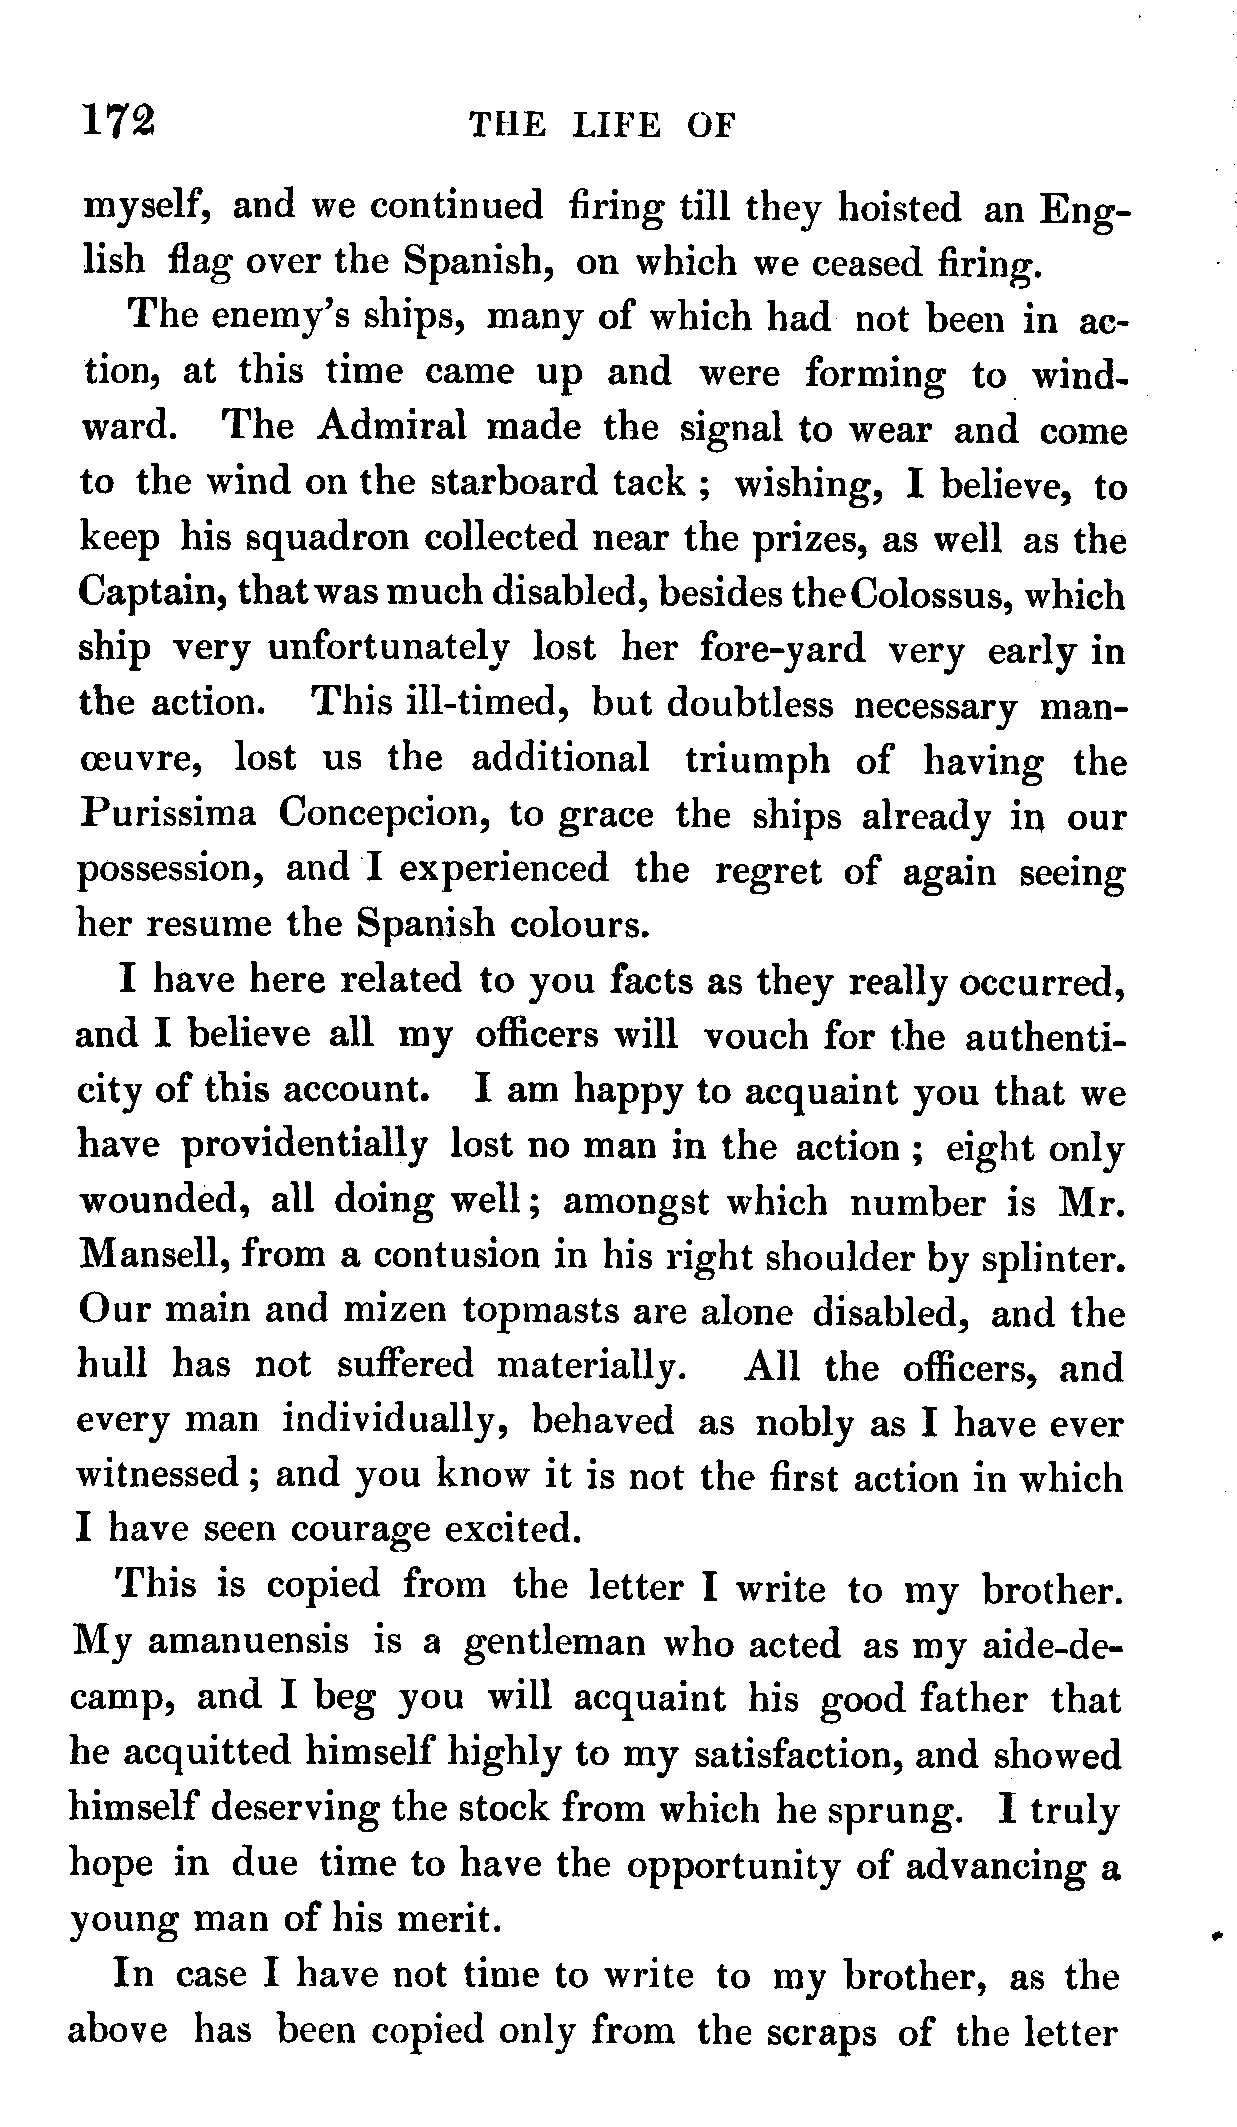 172 THE LIFE OF
myself, and we continued firing till they hoisted an Eng-
lish flag over the Spanish, on which we ceased firing.
The enemy's ships, many of which had not been in ac-
tion, at this time came up and were forming to wind-
ward. The Admiral made the signal to wear and come
to the wind on the starboard tack ; wishing, I believe, to
keep his squadron collected near the prizes, as well as the
Captain, that was much disabled, besides the Colossus, which
ship very unfortunately lost her fore-yard very early in
the action. This ill-timed, but doubtless necessary man-
œuvre, lost us the additional triumph of having the
Purissima Concepcion, to grace the ships already in our
possession, and I experienced the regret of again seeing
her resume the Spanish colours.
I have here related to you facts as they really occurred,
and I believe all my officers will vouch for the authenti-
city of this account. I am happy to acquaint you that we
have providentially lost no man in the action ; eight only
wounded, all doing well ; amongst which number is Mr.
Mansell, from a contusion in his right shoulder by splinter.
Our main and mizen topmasts are alone disabled, and the
hull has not suffered materially. All the officers, and
every man individually, behaved as nobly as I have ever
witnessed ; and you know it is not the first action in which
I have seen courage excited.
This is copied from the letter I write to my brother.
My amanuensis is a gentleman who acted as my aide-de-
camp, and I beg you will acquaint his good father that
he acquitted himself highly to my satisfaction, and showed
himself deserving the stock from which he sprung. I truly
hope in due time to have the opportunity of advancing a
young man of his merit.
In case I have not time to write to my brother, as the
above has been copied only from the scraps of the letter